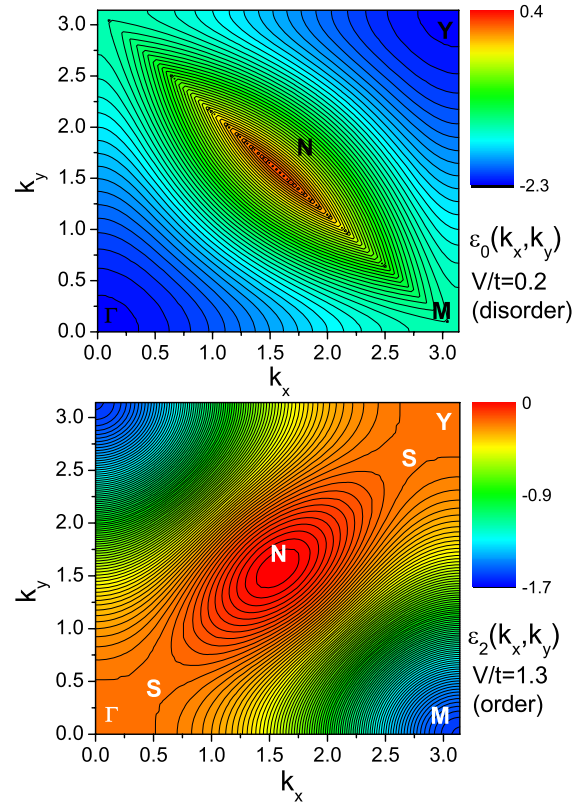 3.0
2.5
2.0
1.5
1.0
0.5
0.0
k_y
Y
N
M
Γ
0.0 0.5 1.0 1.5 2.0 2.5 3.0
k_x
0.4
-2.3
ε_0(k_x,k_y)
V/t=0.2
(disorder)
3.0
2.5
2.0
1.5
1.0
0.5
0.0
k_y
Y
S
N
S
Γ
M
0.0 0.5 1.0 1.5 2.0 2.5 3.0
k_x
0
-0.9
-1.7
ε_2(k_x,k_y)
V/t=1.3
(order)